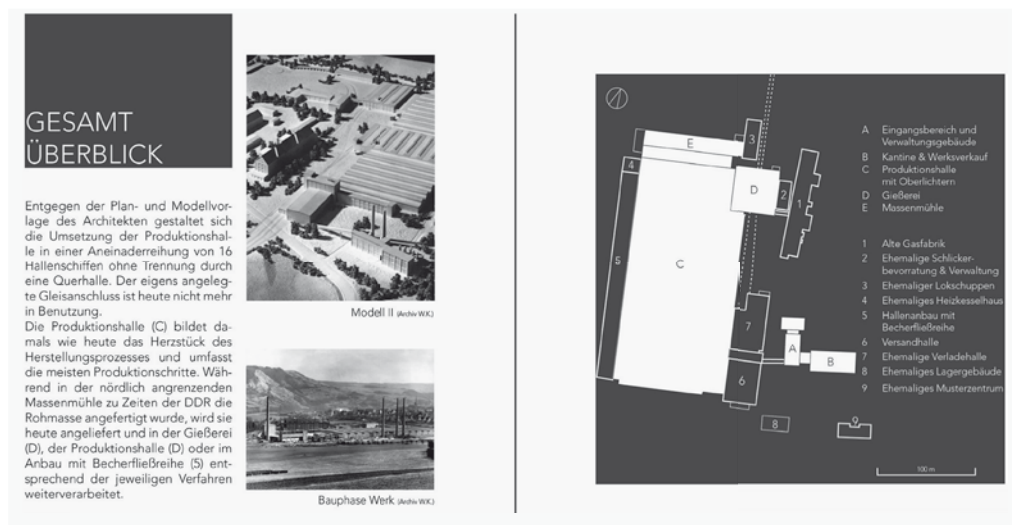 GESAMT
ÜBERBLICK
Entgegen der Plan- und Modellvor-
lage des Architekten gestaltet sich
die Umsetzung der Produktionshal-
le in einer Aneinaderreihung von 16
Hallenschiffen ohne Trennung durch
eine Querhalle. Der eigens angeleg-
te Gleisanschluss ist heute nicht mehr
in Benutzung.
Die Produktionshalle (C) bildet da-
mals wie heute das Herzstück des
Herstellungsprozesses und umfasst
die meisten Produktionschritte. Wäh-
rend in der nördlich angrenzenden
Massenmühle zu Zeiten der DDR die
Rohmasse angefertigt wurde, wird sie
heute angeliefert und in der Gießerei
(D), der Produktionshalle (D) oder im
Anbau mit Becherfließreihe (5) ent-
sprechend der jeweiligen Verfahren
weiterverarbeitet.
Modell II (Archiv W.K.)
Bauphase Werk (Archiv W.K.)
E
3
4
D
2
1
5
C
7
A
B
6
8
9
100 m
A Eingangsbereich und
Verwaltungsgebäude
B Kantine & Werksverkauf
C Produktionshalle
mit Oberlichtern
D Gießerei
E Massenmühle
1 Alte Gasfabrik
2 Ehemalige Schlicker-
bevorratung & Verwaltung
3 Ehemaliger Lokschuppen
4 Ehemaliges Heizkesselhaus
5 Hallenanbau mit
Becherfließreihe
6 Versandhalle
7 Ehemalige Verladehalle
8 Ehemaliges Lagergebäude
9 Ehemaliges Musterzentrum